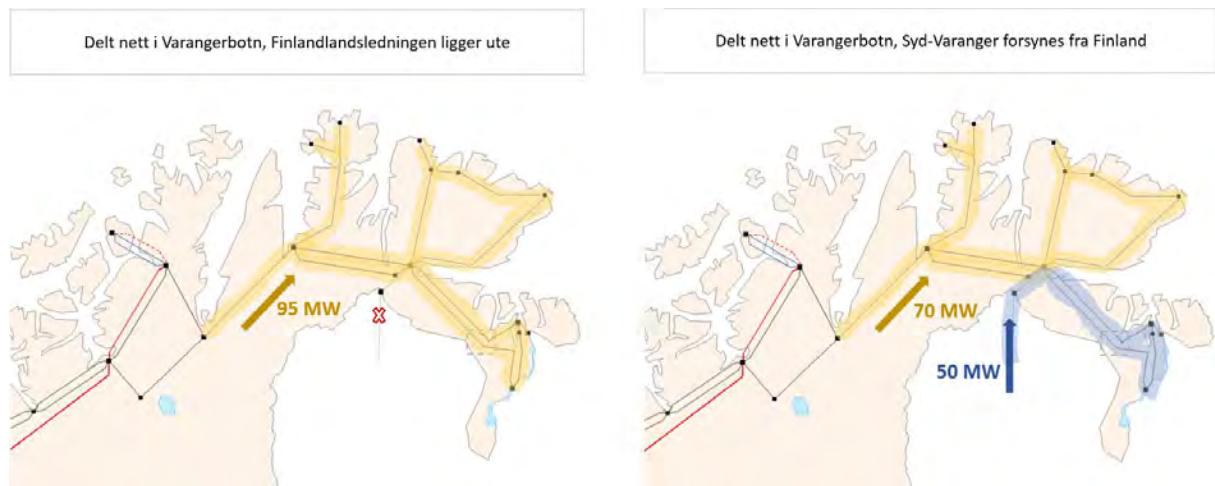 Delt nett i Varangerbotn, Finlandlandsledningen ligger ute
Delt nett i Varangerbotn, Syd-Varanger forsynes fra Finland
95 MW
70 MW
50 MW